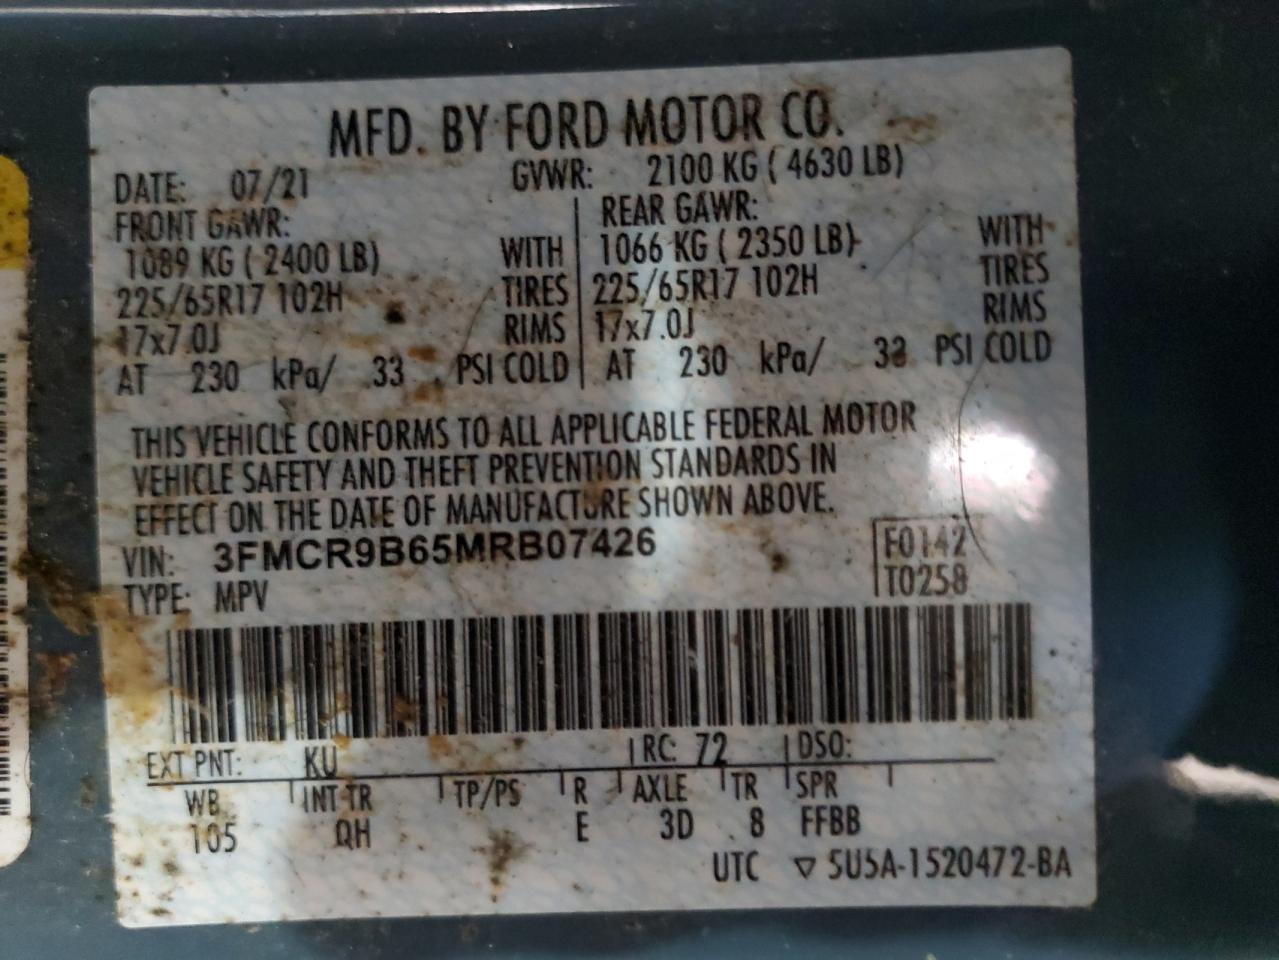 MFD. BY FORD MOTOR CO.
DATE: 07/21 GVWR: 2100 KG ( 4630 LB)
FRONT GAWR: REAR GAWR:
1089 KG ( 2400 LB) WITH 1066 KG ( 2350 LB) WITH
225/65R17 102H TIRES 225/65R17 102H TIRES
17x7.0J RIMS 17x7.0J RIMS
AT 230 kPa/ 33 PSI COLD AT 230 kPa/ 33 PSI COLD
THIS VEHICLE CONFORMS TO ALL APPLICABLE FEDERAL MOTOR
VEHICLE SAFETY AND THEFT PREVENTION STANDARDS IN
EFFECT ON THE DATE OF MANUFACTURE SHOWN ABOVE.
VIN: 3FMCR9B65MRB07426 F0142
TYPE: MPV T0258
EXT PNT: KU RC: 72 DSO:
WB INT TR TP/PS R AXLE TR SPR
105 QH E 3D 8 FFBB
UTC ▽ 5U5A-1520472-BA